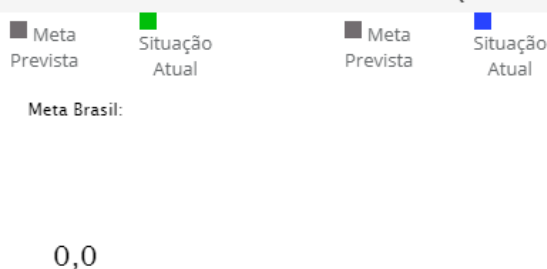 Meta
Prevista
Situação
Atual
Meta
Prevista
Situação
Atual
Meta Brasil:
0,0